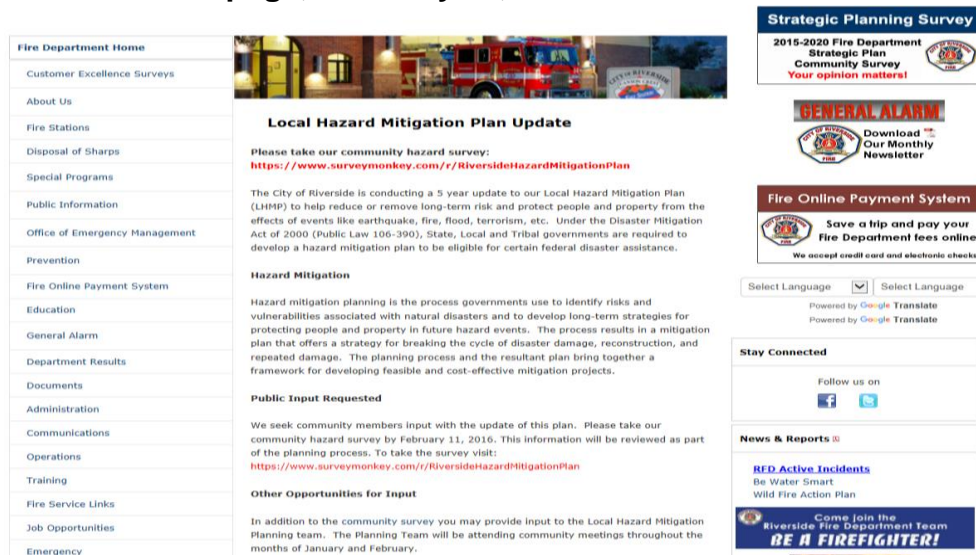 Fire Department Home
Customer Excellence Surveys
About Us
Fire Stations
Disposal of Sharps
Special Programs
Public Information
Office of Emergency Management
Prevention
Fire Online Payment System
Education
General Alarm
Department Results
Documents
Administration
Communications
Operations
Training
Fire Service Links
Job Opportunities
Emergency
Local Hazard Mitigation Plan Update
Please take our community hazard survey:
https://www.surveymonkey.com/r/RiversideHazardMitigationPlan
The City of Riverside is conducting a 5 year update to our Local Hazard Mitigation Plan
(LHMP) to help reduce or remove long-term risk and protect people and property from the
effects of events like earthquake, fire, flood, terrorism, etc. Under the Disaster Mitigation
Act of 2000 (Public Law 106-390), State, Local and Tribal governments are required to
develop a hazard mitigation plan to be eligible for certain federal disaster assistance.
Hazard Mitigation
Hazard mitigation planning is the process governments use to identify risks and
vulnerabilities associated with natural disasters and to develop long-term strategies for
protecting people and property in future hazard events. The process results in a mitigation
plan that offers a strategy for breaking the cycle of disaster damage, reconstruction, and
repeated damage. The planning process and the resultant plan bring together a
framework for developing feasible and cost-effective mitigation projects.
Public Input Requested
We seek community members input with the update of this plan. Please take our
community hazard survey by February 11, 2016. This information will be reviewed as part
of the planning process. To take the survey visit:
https://www.surveymonkey.com/r/RiversideHazardMitigationPlan
Other Opportunities for Input
In addition to the community survey you may provide input to the Local Hazard Mitigation
Planning team. The Planning Team will be attending community meetings throughout the
months of January and February.
Strategic Planning Survey
2015-2020 Fire Department
Strategic Plan
Community Survey
Your opinion matters!
GENERAL ALARM
Download
Our Monthly
Newsletter
Fire Online Payment System
Save a trip and pay your
Fire Department fees online
We accept credit card and electronic checks
Select Language Select Language
Powered by Google Translate
Powered by Google Translate
Stay Connected
Follow us on
News & Reports
RFD Active Incidents
Be Water Smart
Wild Fire Action Plan
Come join the
Riverside Fire Department Team
BE A FIREFIGHTER!